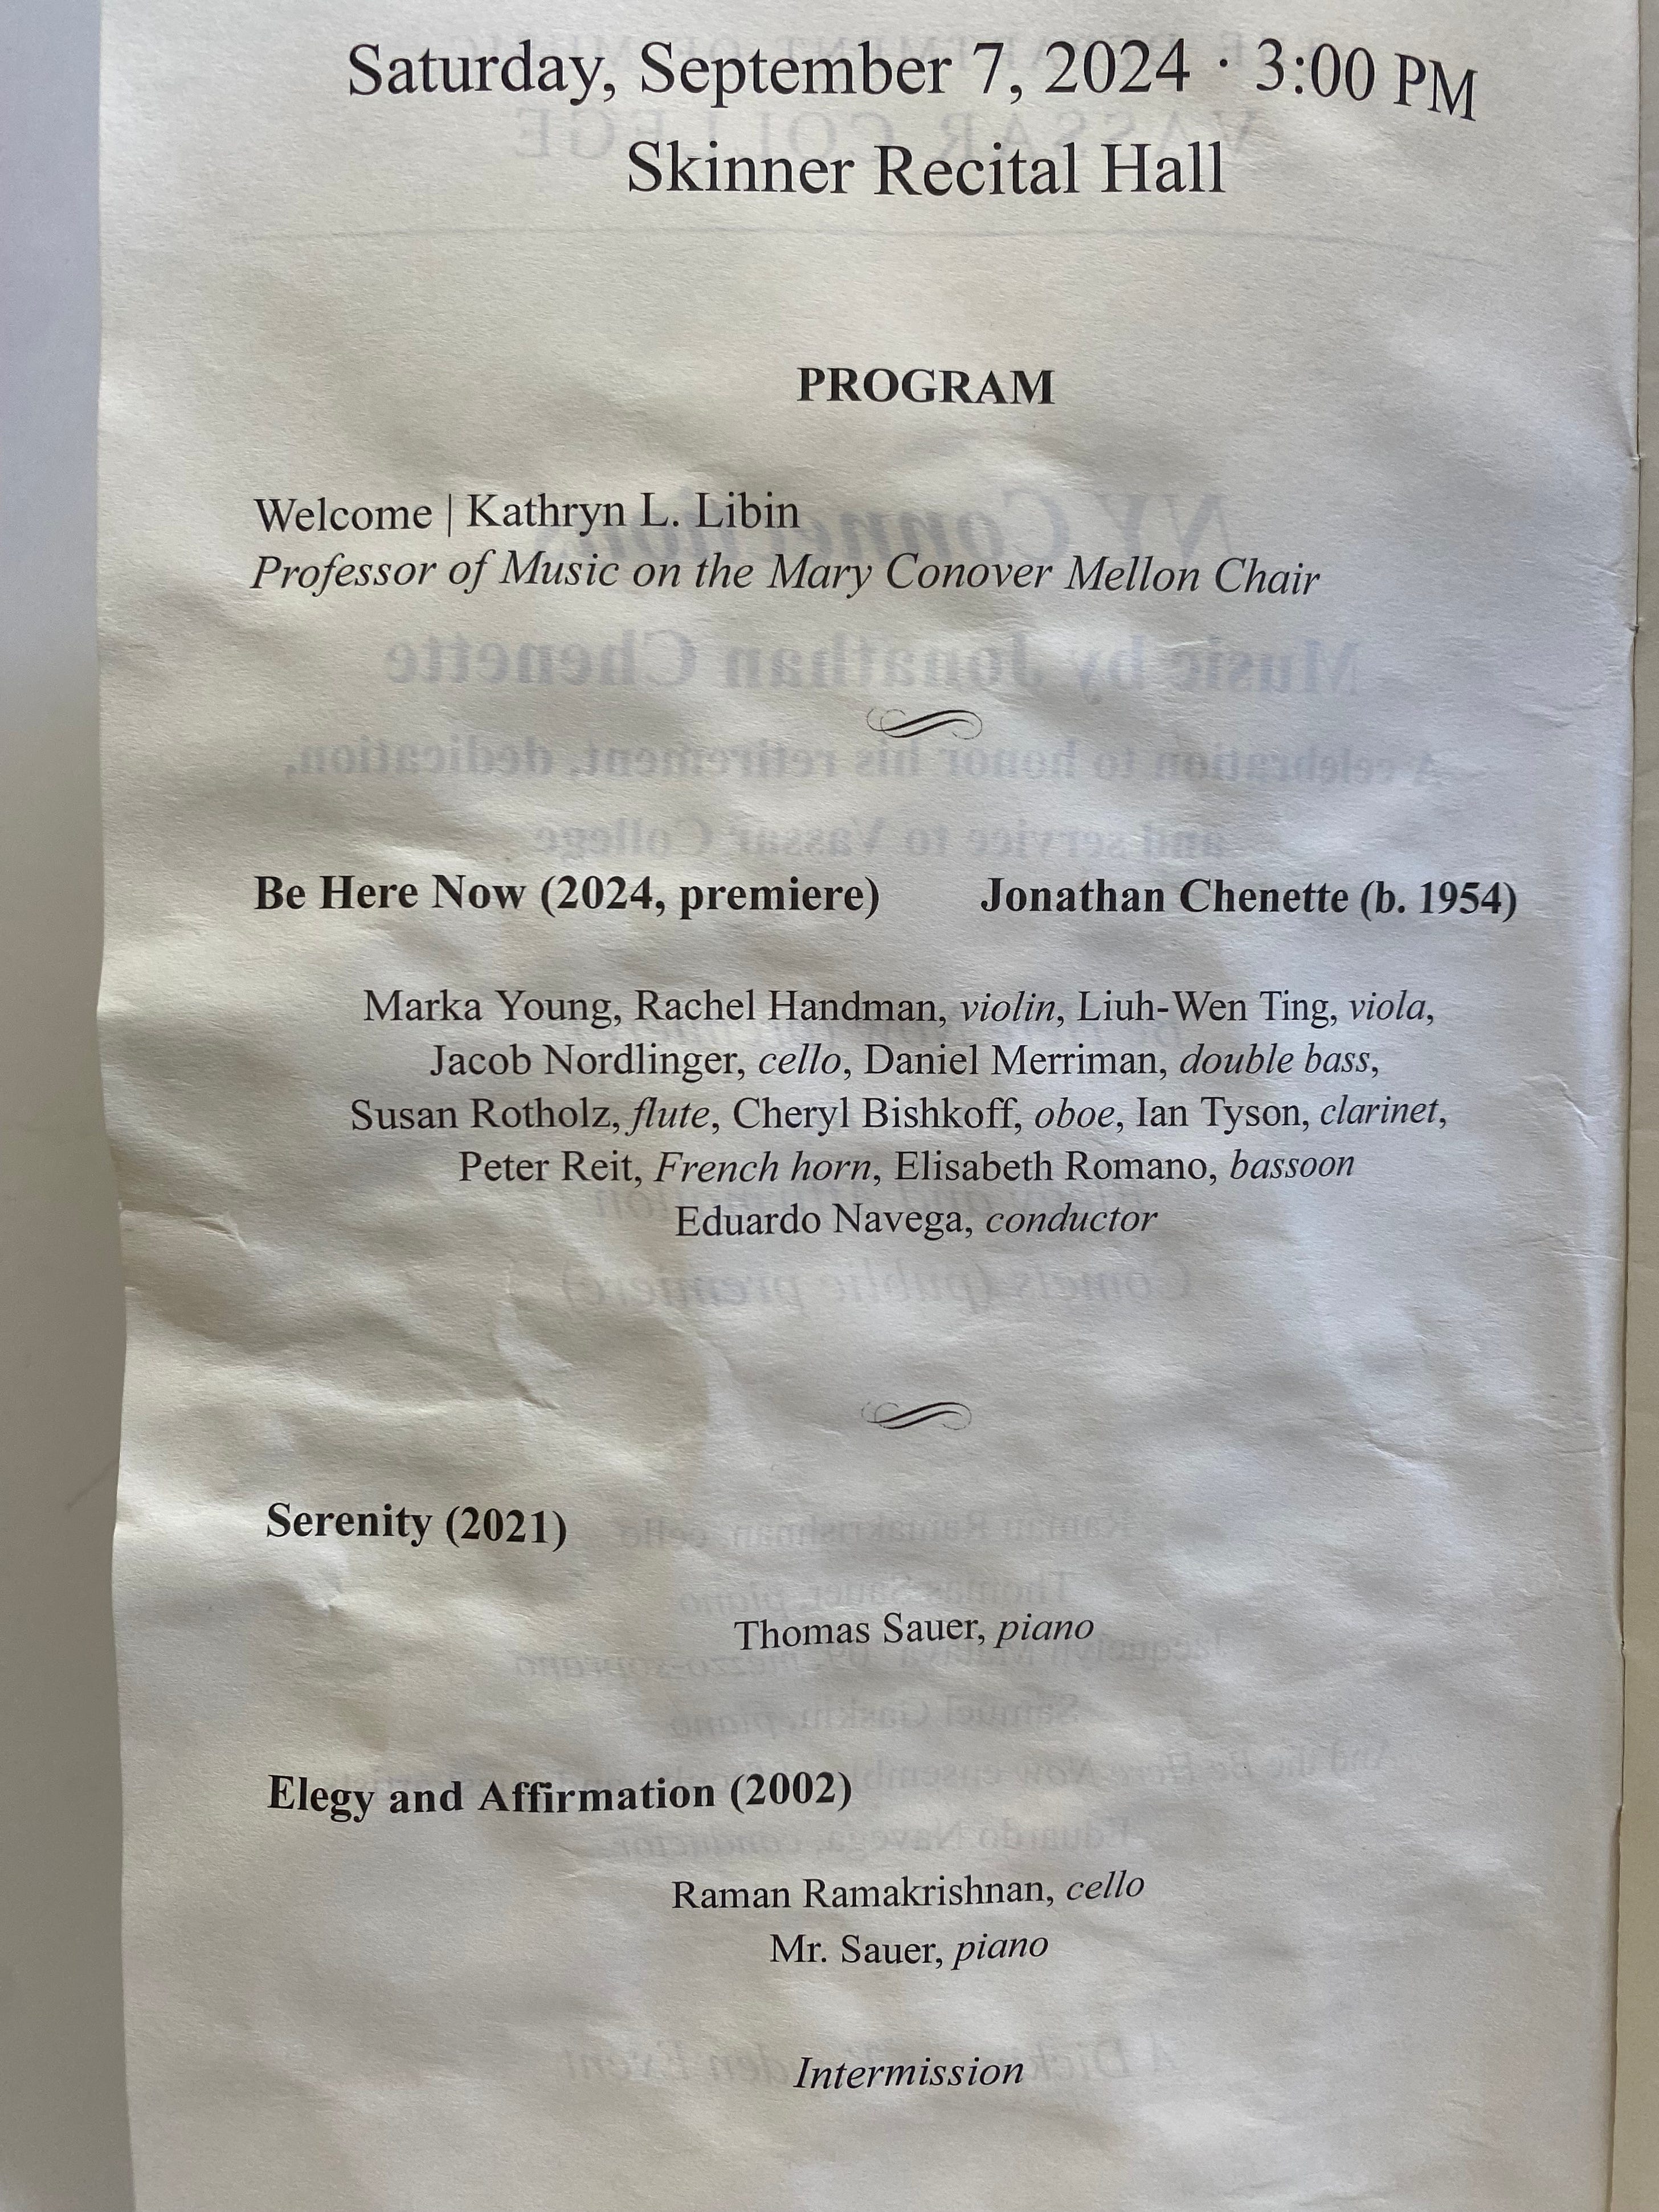 Saturday, September 7, 2024 · 3:00 PM
Skinner Recital Hall
PROGRAM
Welcome | Kathryn L. Libin
Professor of Music on the Mary Conover Mellon Chair
Be Here Now (2024, premiere) Jonathan Chenette (b. 1954)
Marka Young, Rachel Handman, violin, Liuh-Wen Ting, viola,
Jacob Nordlinger, cello, Daniel Merriman, double bass,
Susan Rotholz, flute, Cheryl Bishkoff, oboe, Ian Tyson, clarinet,
Peter Reit, French horn, Elisabeth Romano, bassoon
Eduardo Navega, conductor
Serenity (2021)
Thomas Sauer, piano
Elegy and Affirmation (2002)
Raman Ramakrishnan, cello
Mr. Sauer, piano
Intermission